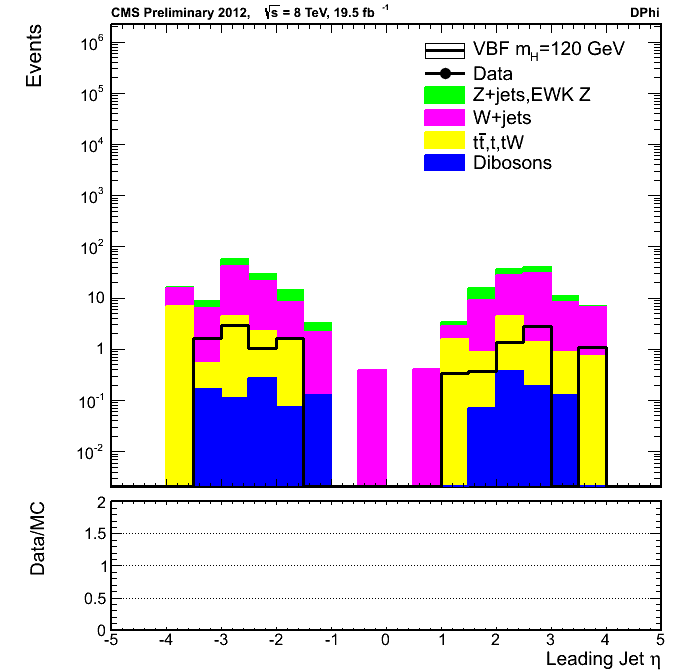 CMS Preliminary 2012, √s = 8 TeV, 19.5 fb⁻¹ DPhi
Events
10⁶
10⁵
10⁴
10³
10²
10
1
10⁻¹
10⁻²
VBF m_H=120 GeV
Data
Z+jets,EWK Z
W+jets
tt̅,t,tW
Dibosons
Data/MC
2
1.5
1
0.5
0
-5 -4 -3 -2 -1 0 1 2 3 4 5
Leading Jet η